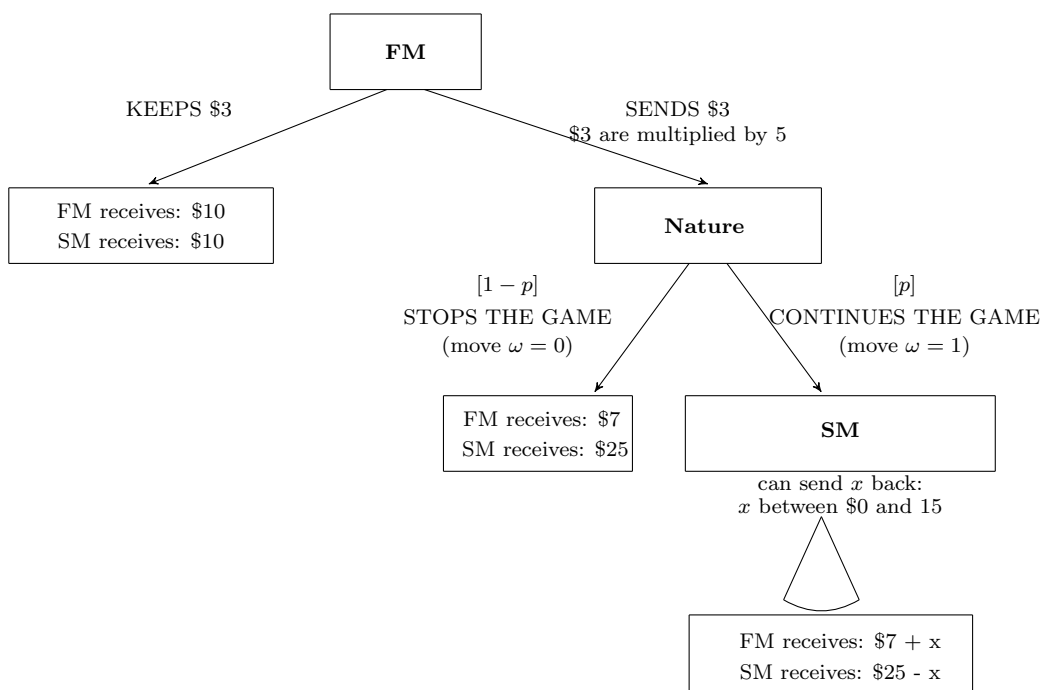 FM
KEEPS $3
SENDS $3
$3 are multiplied by 5
FM receives: $10
SM receives: $10
Nature
[1 − p]
STOPS THE GAME
(move ω = 0)
[p]
CONTINUES THE GAME
(move ω = 1)
FM receives: $7
SM receives: $25
SM
can send x back:
x between $0 and 15
FM receives: $7 + x
SM receives: $25 - x